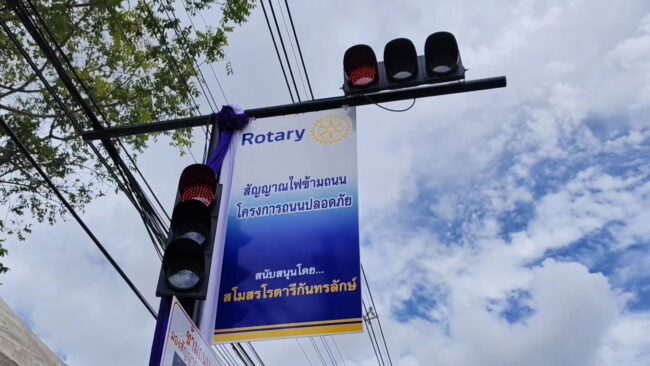 Rotary
สัญญาณไฟข้ามถนน
โครงการถนนปลอดภัย
สนับสนุนโดย...
สโมสรโรตารีกันทรลักษ์